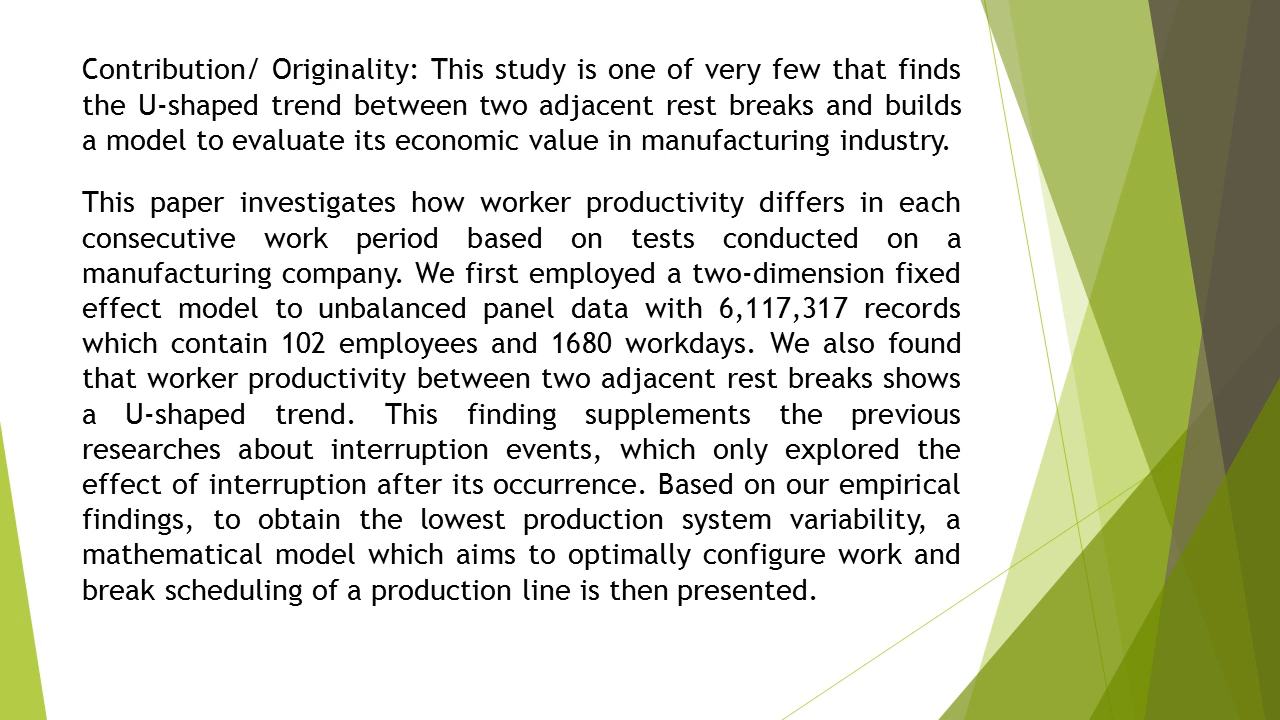 Contribution/ Originality: This study is one of very few that finds
the U-shaped trend between two adjacent rest breaks and builds
a model to evaluate its economic value in manufacturing industry.
This paper investigates how worker productivity differs in each
consecutive work period based on tests conducted on a
manufacturing company. We first employed a two-dimension fixed
effect model to unbalanced panel data with 6,117,317 records
which contain 102 employees and 1680 workdays. We also found
that worker productivity between two adjacent rest breaks shows
a U-shaped trend. This finding supplements the previous
researches about interruption events, which only explored the
effect of interruption after its occurrence. Based on our empirical
findings, to obtain the lowest production system variability, a
mathematical model which aims to optimally configure work and
break scheduling of a production line is then presented.